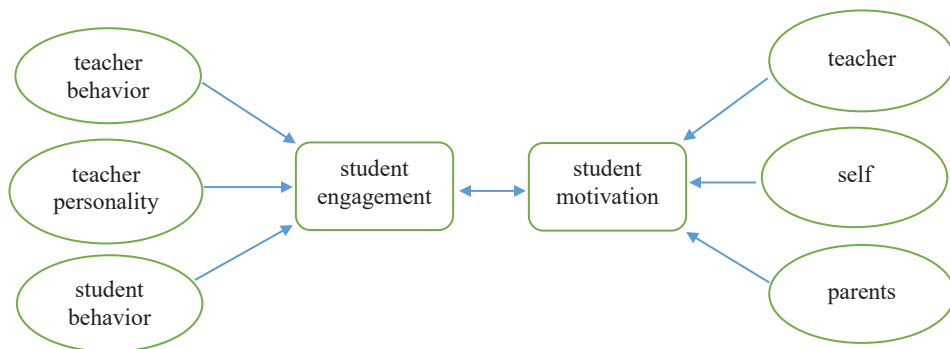 teacher
behavior
teacher
personality
student
behavior
student
engagement
student
motivation
teacher
self
parents